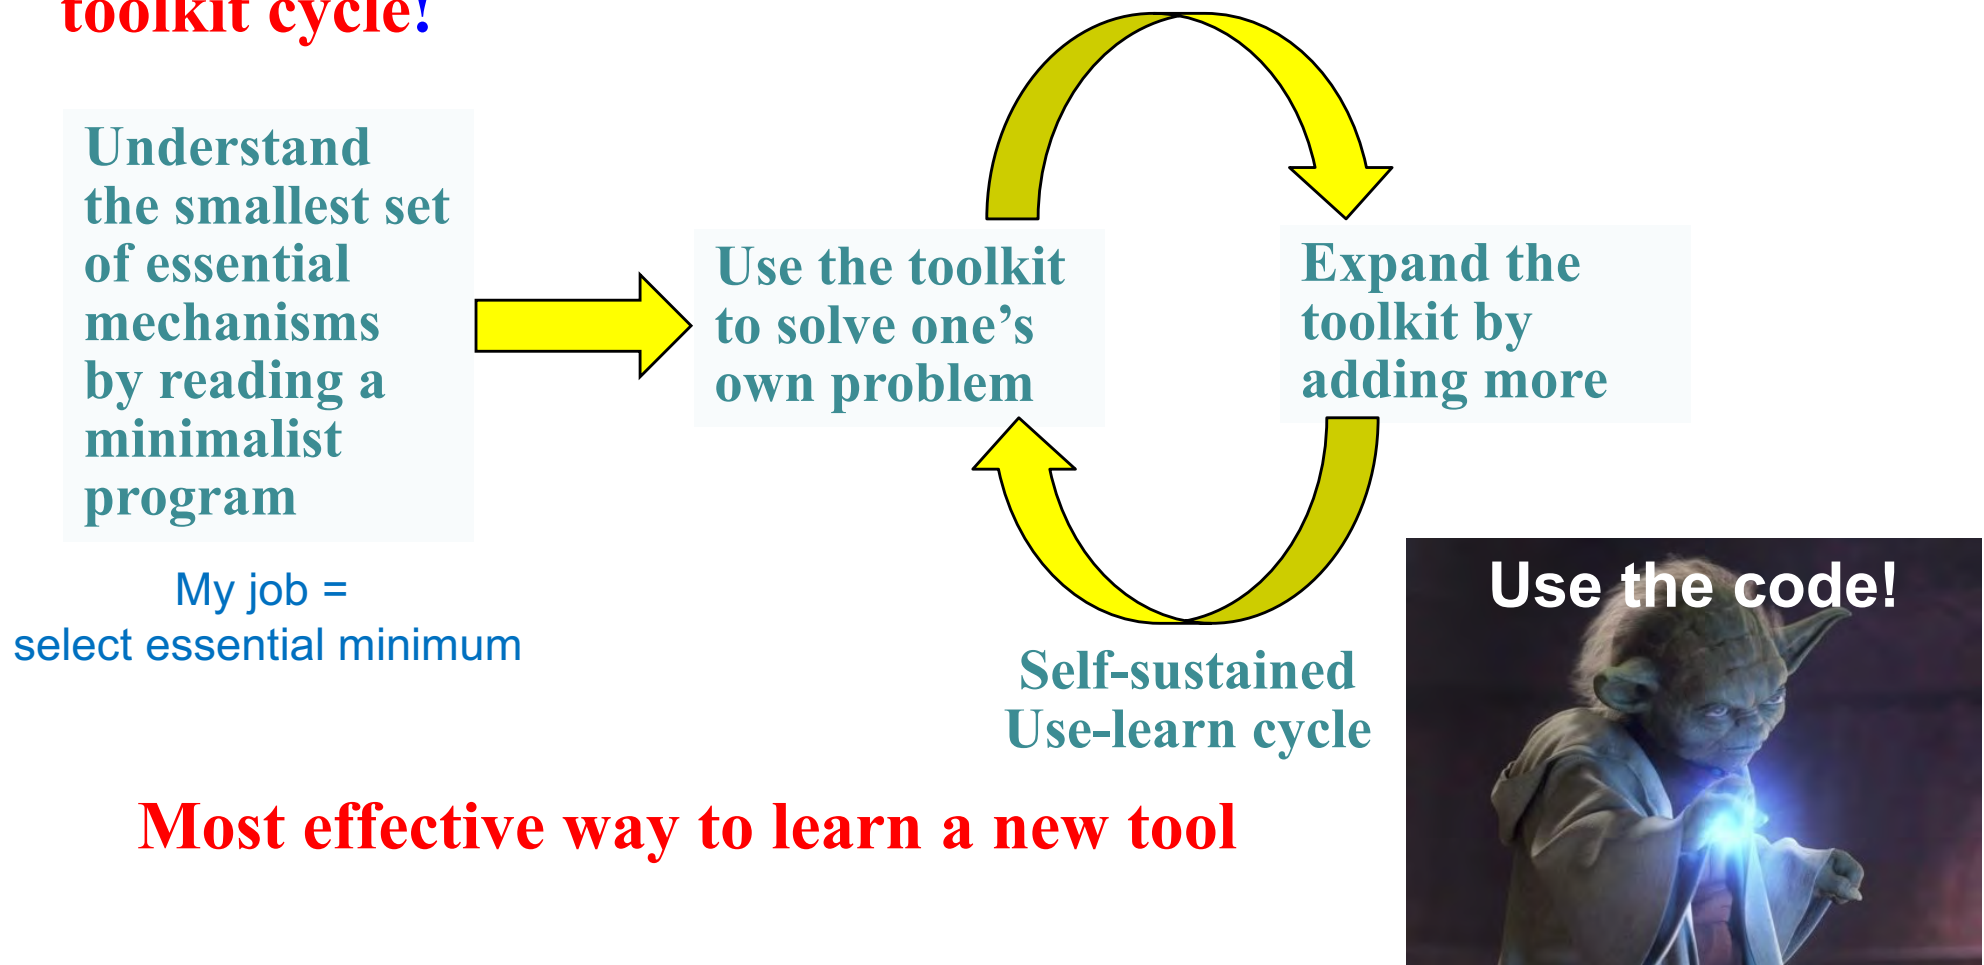 toolkit cycle!
Understand
the smallest set
of essential
mechanisms
by reading a
minimalist
program
My job =
select essential minimum
Use the toolkit
to solve one’s
own problem
Expand the
toolkit by
adding more
Self-sustained
Use-learn cycle
Use the code!
Most effective way to learn a new tool